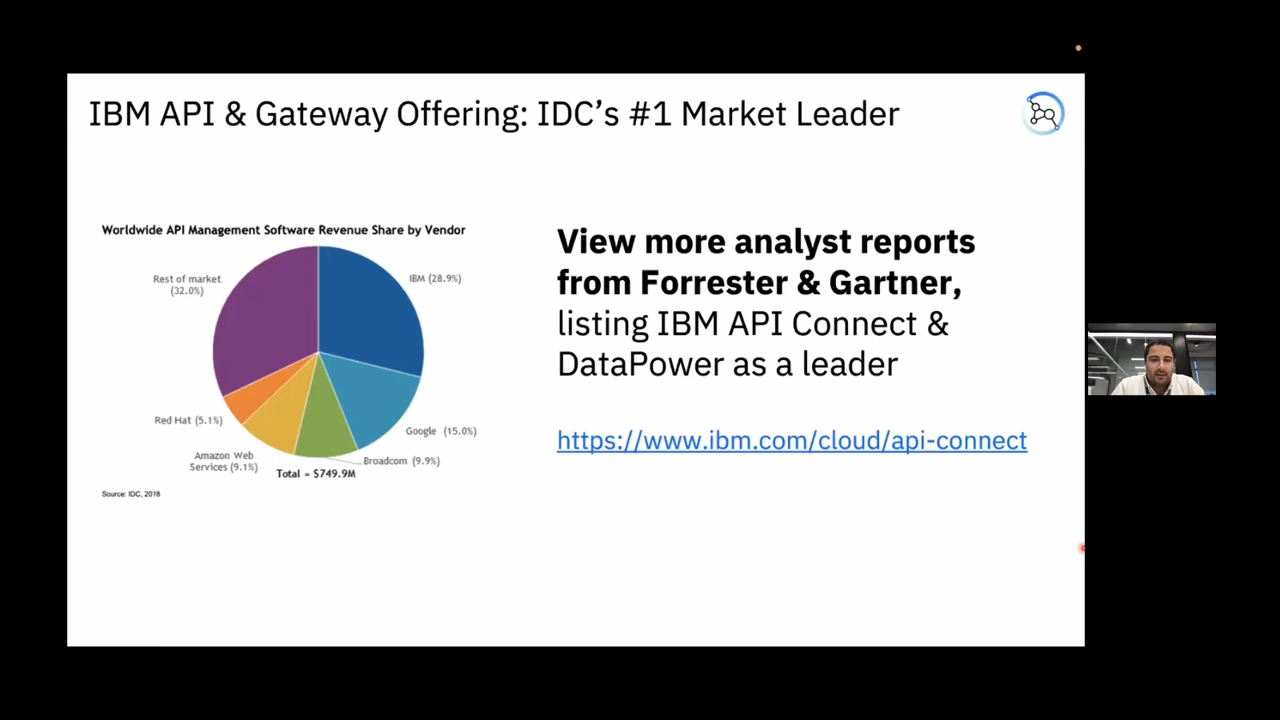 IBM API & Gateway Offering: IDC's #1 Market Leader
Worldwide API Management Software Revenue Share by Vendor
Rest of market
(32.0%)
IBM (28.9%)
Red Hat (5.1%)
Google (15.0%)
Amazon Web
Services (9.1%)
Broadcom (9.9%)
Total = $749.9M
Source: IDC, 2018
View more analyst reports
from Forrester & Gartner,
listing IBM API Connect &
DataPower as a leader
https://www.ibm.com/cloud/api-connect